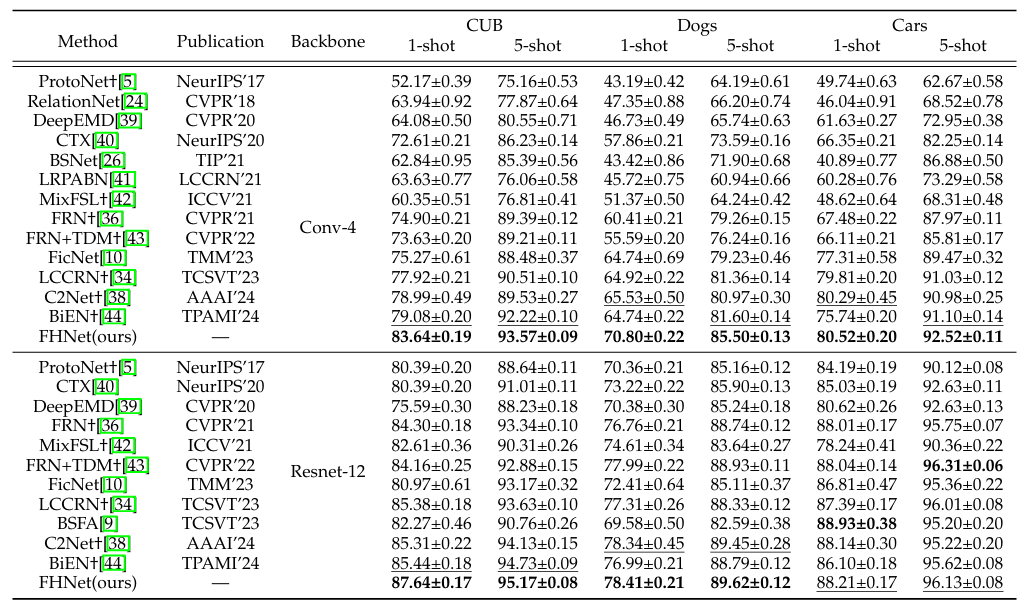 Method Publication Backbone CUB Dogs Cars
1-shot 5-shot 1-shot 5-shot 1-shot 5-shot
ProtoNet†[5] NeurIPS'17 52.17±0.39 75.16±0.53 43.19±0.42 64.19±0.61 49.74±0.63 62.67±0.58
RelationNet[24] CVPR'18 63.94±0.92 77.87±0.64 47.35±0.88 66.20±0.74 46.04±0.91 68.52±0.78
DeepEMD[39] CVPR'20 64.08±0.50 80.55±0.71 46.73±0.49 65.74±0.63 61.63±0.27 72.95±0.38
CTX[40] NeurIPS'20 72.61±0.21 86.23±0.14 57.86±0.21 73.59±0.16 66.35±0.21 82.25±0.14
BSNet[26] TIP'21 62.84±0.95 85.39±0.56 43.42±0.86 71.90±0.68 40.89±0.77 86.88±0.50
LRPABN[41] LCCRN'21 63.63±0.77 76.06±0.58 45.72±0.75 60.94±0.66 60.28±0.76 73.29±0.58
MixFSL†[42] ICCV'21 60.35±0.51 76.81±0.41 51.37±0.50 64.24±0.42 48.62±0.64 68.31±0.48
FRN†[36] CVPR'21 74.90±0.21 89.39±0.12 60.41±0.21 79.26±0.15 67.48±0.22 87.97±0.11
Conv-4
FRN+TDM†[43] CVPR'22 73.63±0.20 89.21±0.11 55.59±0.20 76.24±0.16 66.11±0.21 85.81±0.17
FicNet[10] TMM'23 75.27±0.61 88.48±0.37 64.74±0.69 79.23±0.46 77.31±0.58 89.47±0.32
LCCRN†[34] TCSVT'23 77.92±0.21 90.51±0.10 64.92±0.22 81.36±0.14 79.81±0.20 91.03±0.12
C2Net†[38] AAAI'24 78.99±0.49 89.53±0.27 65.53±0.50 80.97±0.30 80.29±0.45 90.98±0.25
BiEN†[44] TPAMI'24 79.08±0.20 92.22±0.10 64.74±0.22 81.60±0.14 75.74±0.20 91.10±0.14
FHNet(ours) — 83.64±0.19 93.57±0.09 70.80±0.22 85.50±0.13 80.52±0.20 92.52±0.11
ProtoNet†[5] NeurIPS'17 80.39±0.20 88.64±0.11 70.36±0.21 85.16±0.12 84.19±0.19 90.12±0.08
CTX[40] NeurIPS'20 80.39±0.20 91.01±0.11 73.22±0.22 85.90±0.13 85.03±0.19 92.63±0.11
DeepEMD[39] CVPR'20 75.59±0.30 88.23±0.18 70.38±0.30 85.24±0.18 80.62±0.26 92.63±0.13
FRN†[36] CVPR'21 84.30±0.18 93.34±0.10 76.76±0.21 88.74±0.12 88.01±0.17 95.75±0.07
MixFSL†[42] ICCV'21 82.61±0.36 90.31±0.26 74.61±0.34 83.64±0.27 78.24±0.41 90.36±0.22
FRN+TDM†[43] CVPR'22 Resnet-12 84.16±0.25 92.88±0.15 77.99±0.22 88.93±0.11 88.04±0.14 96.31±0.06
FicNet[10] TMM'23 80.97±0.61 93.17±0.32 72.41±0.64 85.11±0.37 86.81±0.47 95.36±0.22
LCCRN†[34] TCSVT'23 85.38±0.18 93.63±0.10 77.31±0.26 88.33±0.12 87.39±0.17 96.01±0.08
BSFA[9] TCSVT'23 82.27±0.46 90.76±0.26 69.58±0.50 82.59±0.38 88.93±0.38 95.20±0.20
C2Net†[38] AAAI'24 85.31±0.22 94.13±0.15 78.34±0.45 89.45±0.28 88.14±0.30 95.22±0.20
BiEN†[44] TPAMI'24 85.44±0.18 94.73±0.09 76.99±0.21 88.79±0.12 86.10±0.18 95.62±0.08
FHNet(ours) — 87.64±0.17 95.17±0.08 78.41±0.21 89.62±0.12 88.21±0.17 96.13±0.08